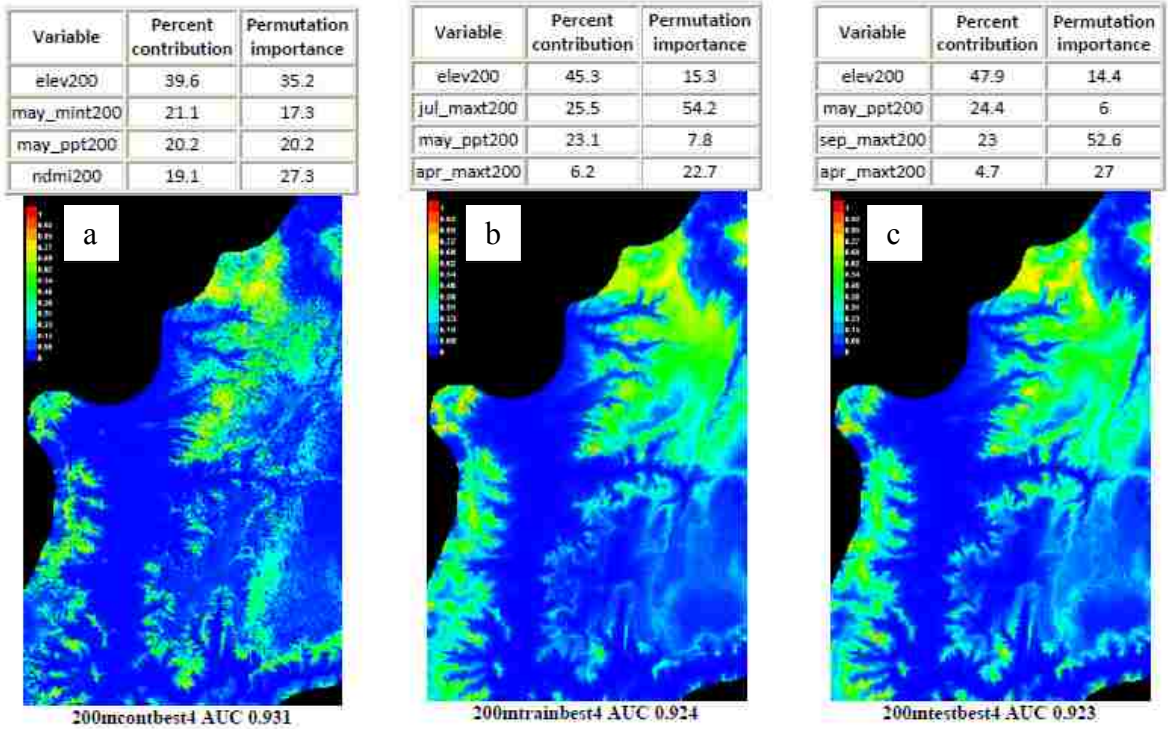 Variable Percent contribution Permutation importance
elev200 39.6 35.2
may_mint200 21.1 17.3
may_ppt200 20.2 20.2
ndmi200 19.1 27.3
a
200mcontbest4 AUC 0.931
Variable Percent contribution Permutation importance
elev200 45.3 15.3
jul_maxt200 25.5 54.2
may_ppt200 23.1 7.8
apr_maxt200 6.2 22.7
b
200mtrainbest4 AUC 0.924
Variable Percent contribution Permutation importance
elev200 47.9 14.4
may_ppt200 24.4 6
sep_maxt200 23 52.6
apr_maxt200 4.7 27
c
200mtestbest4 AUC 0.923